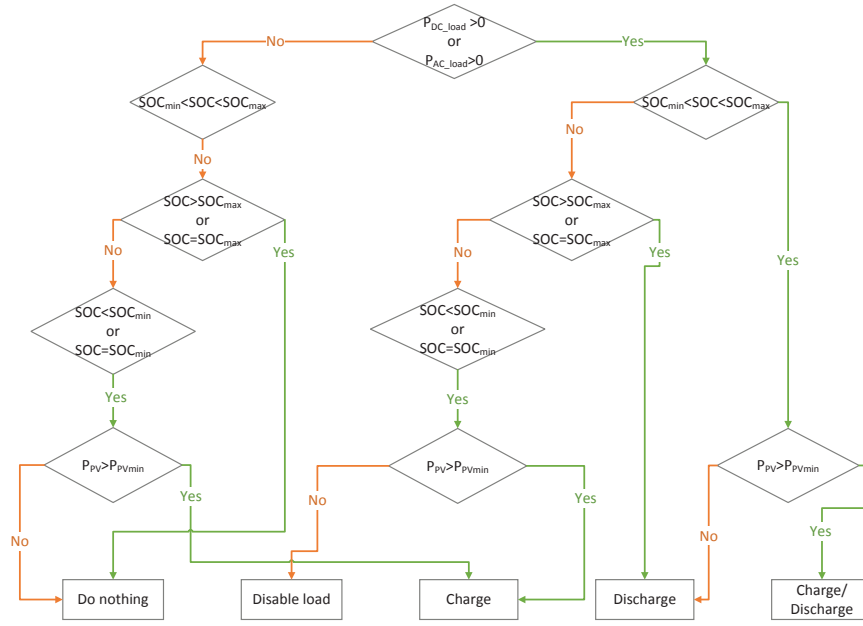 P_DC_load >0
or
P_AC_load>0
No
Yes
SOC_min<SOC<SOC_max
SOC_min<SOC<SOC_max
No
No
SOC>SOC_max
or
SOC=SOC_max
SOC>SOC_max
or
SOC=SOC_max
No
Yes
No
Yes
Yes
SOC<SOC_min
or
SOC=SOC_min
SOC<SOC_min
or
SOC=SOC_min
Yes
Yes
P_PV>P_PVmin
P_PV>P_PVmin
P_PV>P_PVmin
Yes
No
Yes
No
No
Yes
Do nothing
Disable load
Charge
Discharge
Charge/
Discharge